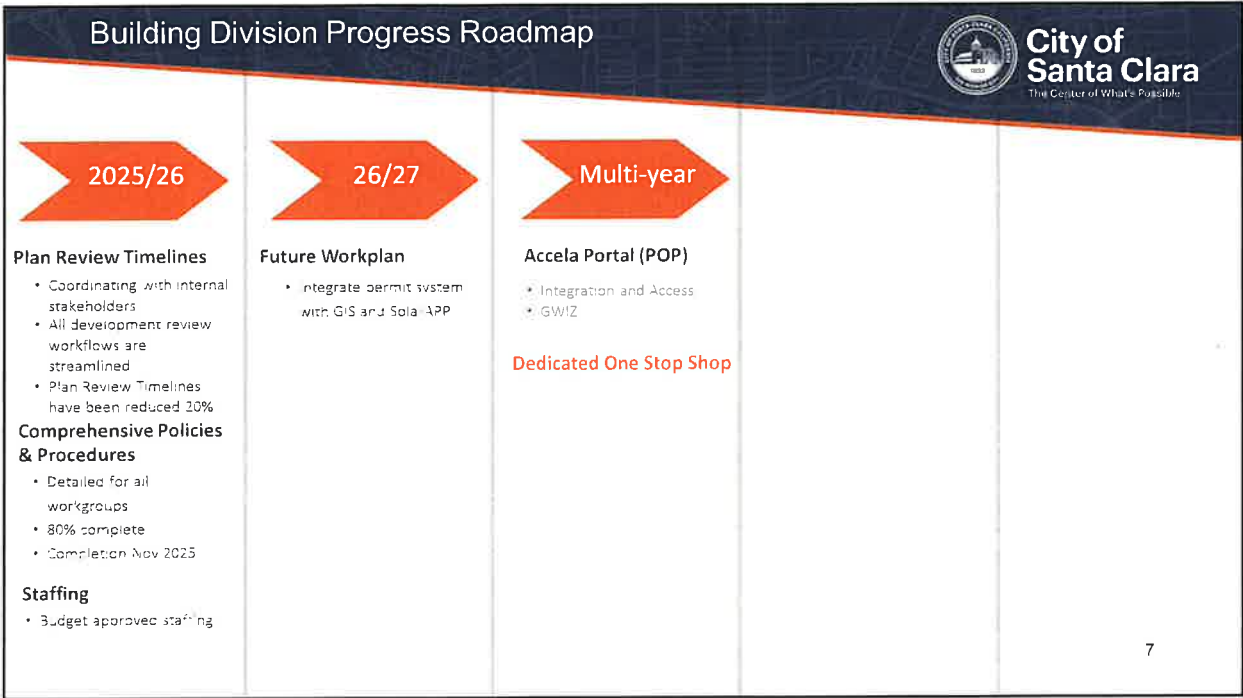 Building Division Progress Roadmap
City of
Santa Clara
The Center of What's Possible
2025/26
Plan Review Timelines
• Coordinating with internal
stakeholders
• All development review
workflows are
streamlined
• Plan Review Timelines
have been reduced 20%
Comprehensive Policies
& Procedures
• Detailed for all
workgroups
• 80% complete
• Completion Nov 2025
Staffing
• Budget approved staffing
26/27
Future Workplan
• Integrate permit system
with GIS and SolarAPP
Multi-year
Accela Portal (POP)
• Integration and Access
• GWIZ
Dedicated One Stop Shop
7